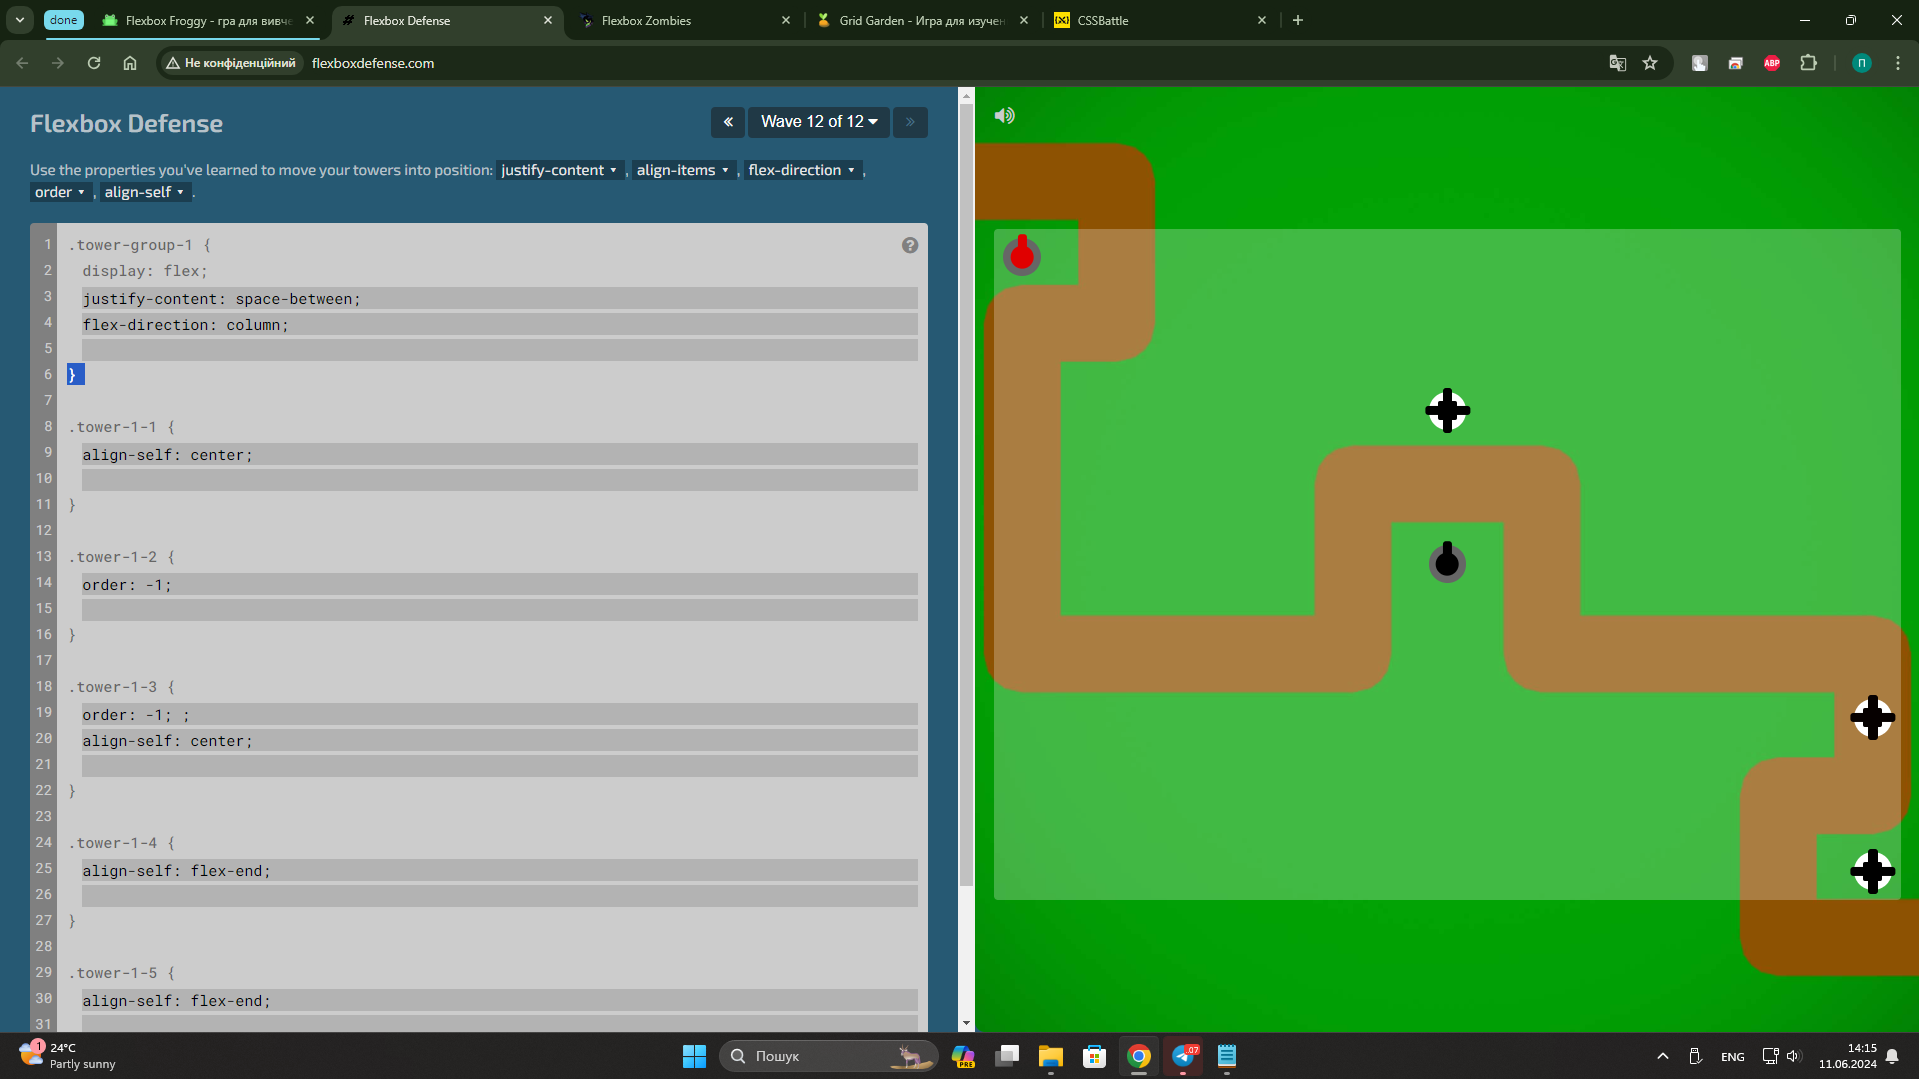 done
Flexbox Froggy - гра для вивче
Flexbox Defense
Flexbox Zombies
Grid Garden - Игра для изучен
CSSBattle
Не конфіденційний
flexboxdefense.com
ABP
П
Flexbox Defense
«
Wave 12 of 12
»
Use the properties you've learned to move your towers into position: justify-content ▾ , align-items ▾ , flex-direction ▾ ,
order ▾ , align-self ▾ .
1 .tower-group-1 {
2 display: flex;
3 justify-content: space-between;
4 flex-direction: column;
5
6 }
7
8 .tower-1-1 {
9 align-self: center;
10
11 }
12
13 .tower-1-2 {
14 order: -1;
15
16 }
17
18 .tower-1-3 {
19 order: -1; ;
20 align-self: center;
21
22 }
23
24 .tower-1-4 {
25 align-self: flex-end;
26
27 }
28
29 .tower-1-5 {
30 align-self: flex-end;
31
?
1
24°C
Partly sunny
Пошук
PRE
07
ENG
14:15
11.06.2024